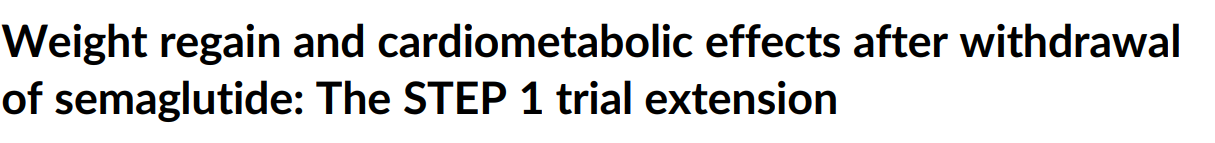 Weight regain and cardiometabolic effects after withdrawal
of semaglutide: The STEP 1 trial extension